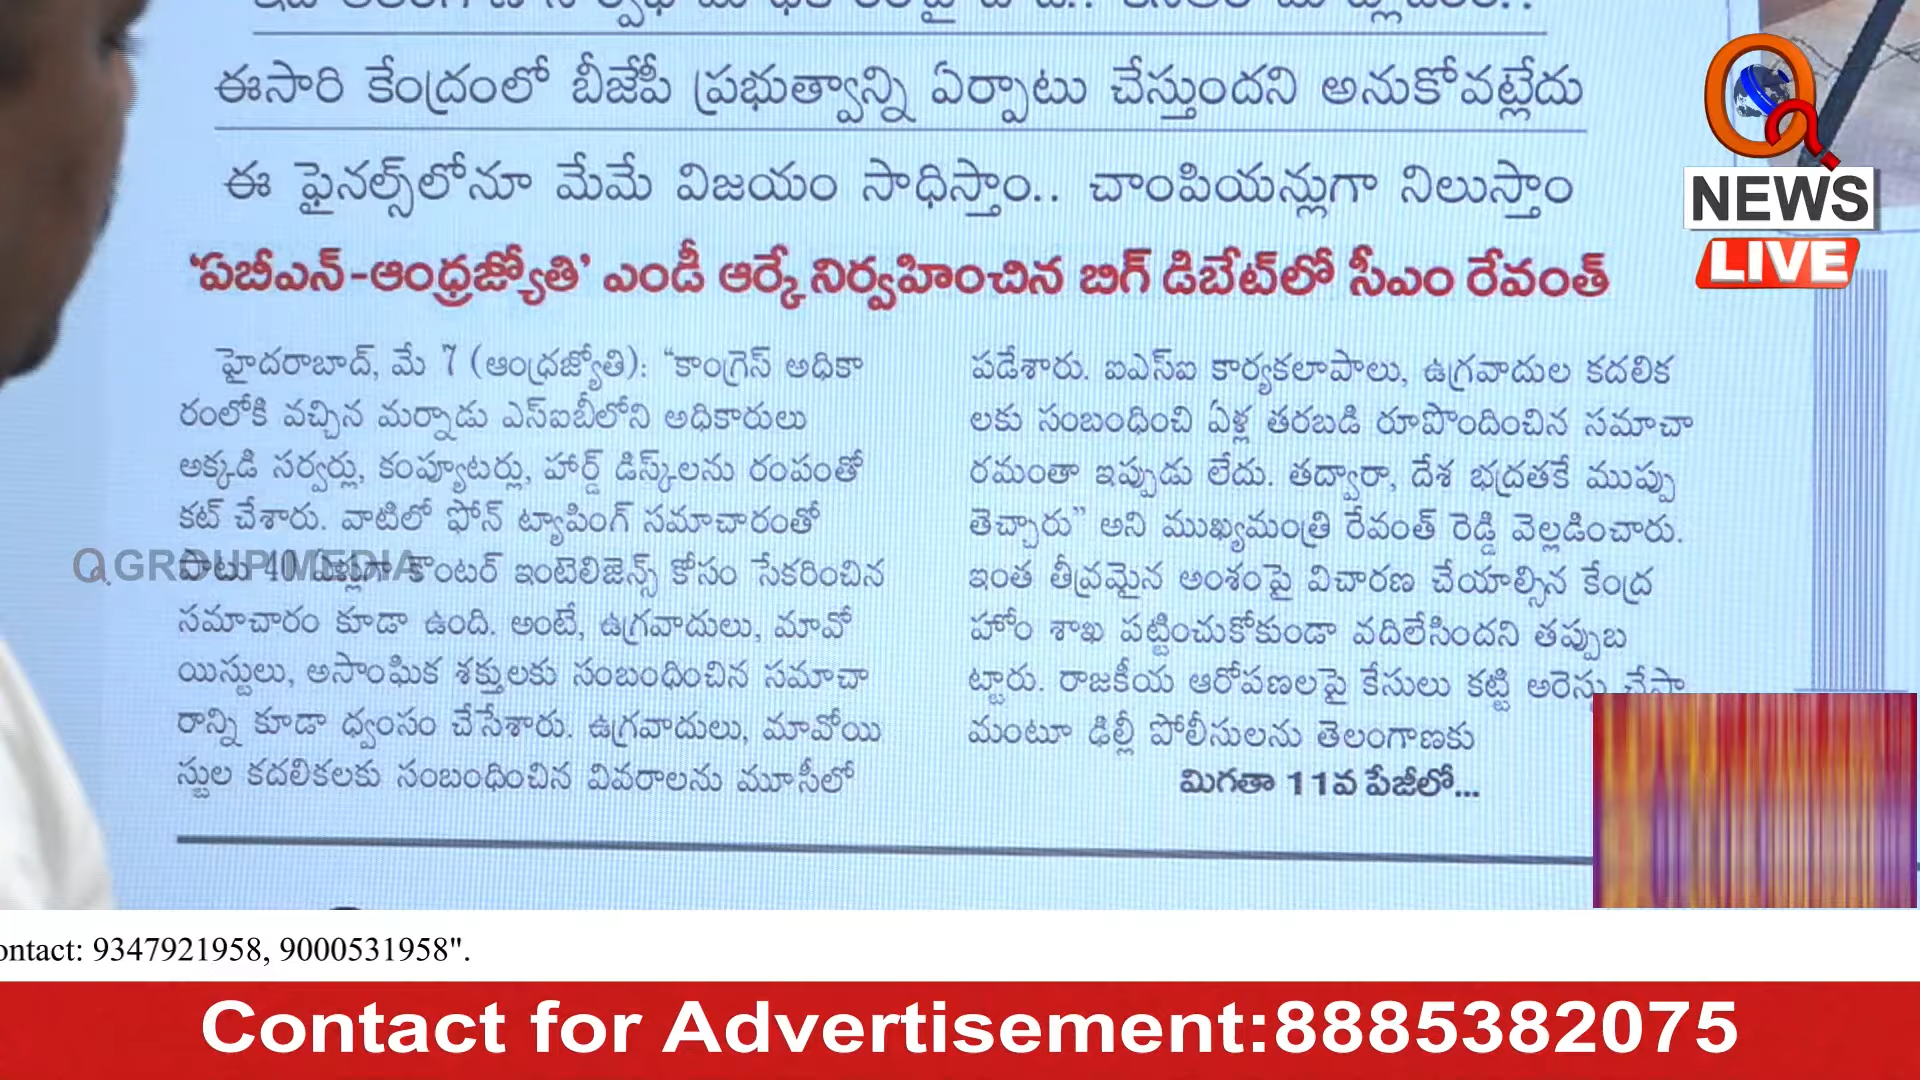 ఈసారి కేంద్రంలో బీజేపీ ప్రభుత్వాన్ని ఏర్పాటు చేస్తుందని అనుకోవట్లేదు
ఈ ఫైనల్స్‌లోనూ మేమే విజయం సాధిస్తాం.. చాంపియన్లుగా నిలుస్తాం
‘ఏబీఎన్-ఆంధ్రజ్యోతి’ ఎండీ ఆర్కే నిర్వహించిన బిగ్ డిబేట్‌లో సీఎం రేవంత్
హైదరాబాద్, మే 7 (ఆంధ్రజ్యోతి): “కాంగ్రెస్ అధికా
రంలోకి వచ్చిన మర్నాడు ఎస్ఐబీలోని అధికారులు
అక్కడి సర్వర్లు, కంప్యూటర్లు, హార్డ్ డిస్క్‌లను రంపంతో
కట్ చేశారు. వాటిలో ఫోన్ ట్యాపింగ్ సమాచారంతో
పాటు 40 ఏళ్లుగా కౌంటర్ ఇంటెలిజెన్స్ కోసం సేకరించిన
సమాచారం కూడా ఉంది. అంటే, ఉగ్రవాదులు, మావో
యిస్టులు, అసాంఘిక శక్తులకు సంబంధించిన సమాచా
రాన్ని కూడా ధ్వంసం చేసేశారు. ఉగ్రవాదులు, మావోయి
స్టుల కదలికలకు సంబంధించిన వివరాలను మూసీలో
పడేశారు. ఐఎస్ఐ కార్యకలాపాలు, ఉగ్రవాదుల కదలిక
లకు సంబంధించి ఏళ్ల తరబడి రూపొందించిన సమాచా
రమంతా ఇప్పుడు లేదు. తద్వారా, దేశ భద్రతకే ముప్పు
తెచ్చారు” అని ముఖ్యమంత్రి రేవంత్ రెడ్డి వెల్లడించారు.
ఇంత తీవ్రమైన అంశంపై విచారణ చేయాల్సిన కేంద్ర
హోం శాఖ పట్టించుకోకుండా వదిలేసిందని తప్పుబ
ట్టారు. రాజకీయ ఆరోపణలపై కేసులు కట్టి అరెస్టు చేస్తా
మంటూ ఢిల్లీ పోలీసులను తెలంగాణకు
మిగతా 11వ పేజీలో...
Q GROUP MEDIA
NEWS
LIVE
ontact: 9347921958, 9000531958".
Contact for Advertisement:8885382075